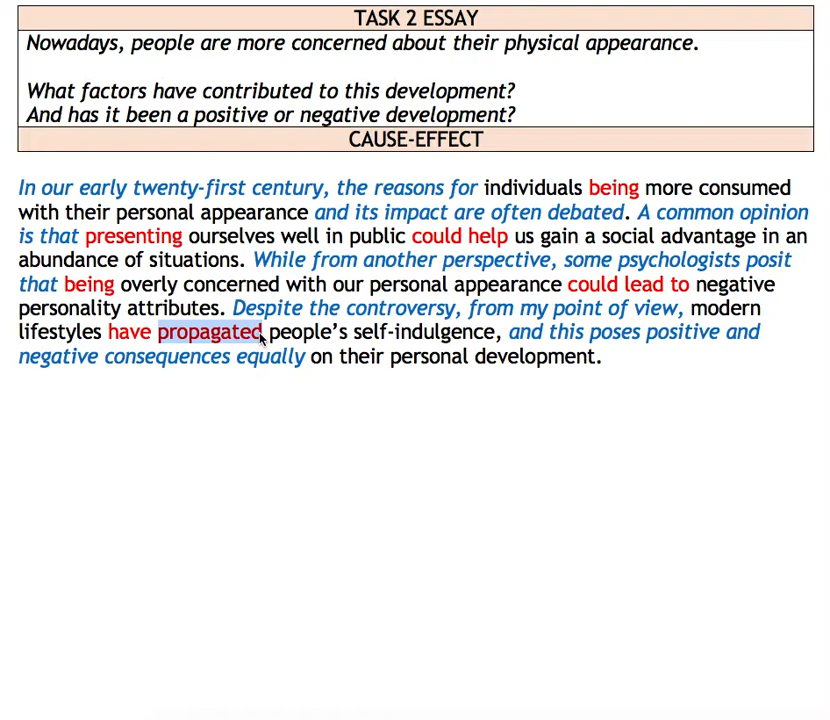 TASK 2 ESSAY
Nowadays, people are more concerned about their physical appearance.
What factors have contributed to this development?
And has it been a positive or negative development?
CAUSE-EFFECT
In our early twenty-first century, the reasons for individuals being more consumed
with their personal appearance and its impact are often debated. A common opinion
is that presenting ourselves well in public could help us gain a social advantage in an
abundance of situations. While from another perspective, some psychologists posit
that being overly concerned with our personal appearance could lead to negative
personality attributes. Despite the controversy, from my point of view, modern
lifestyles have propagated people’s self-indulgence, and this poses positive and
negative consequences equally on their personal development.